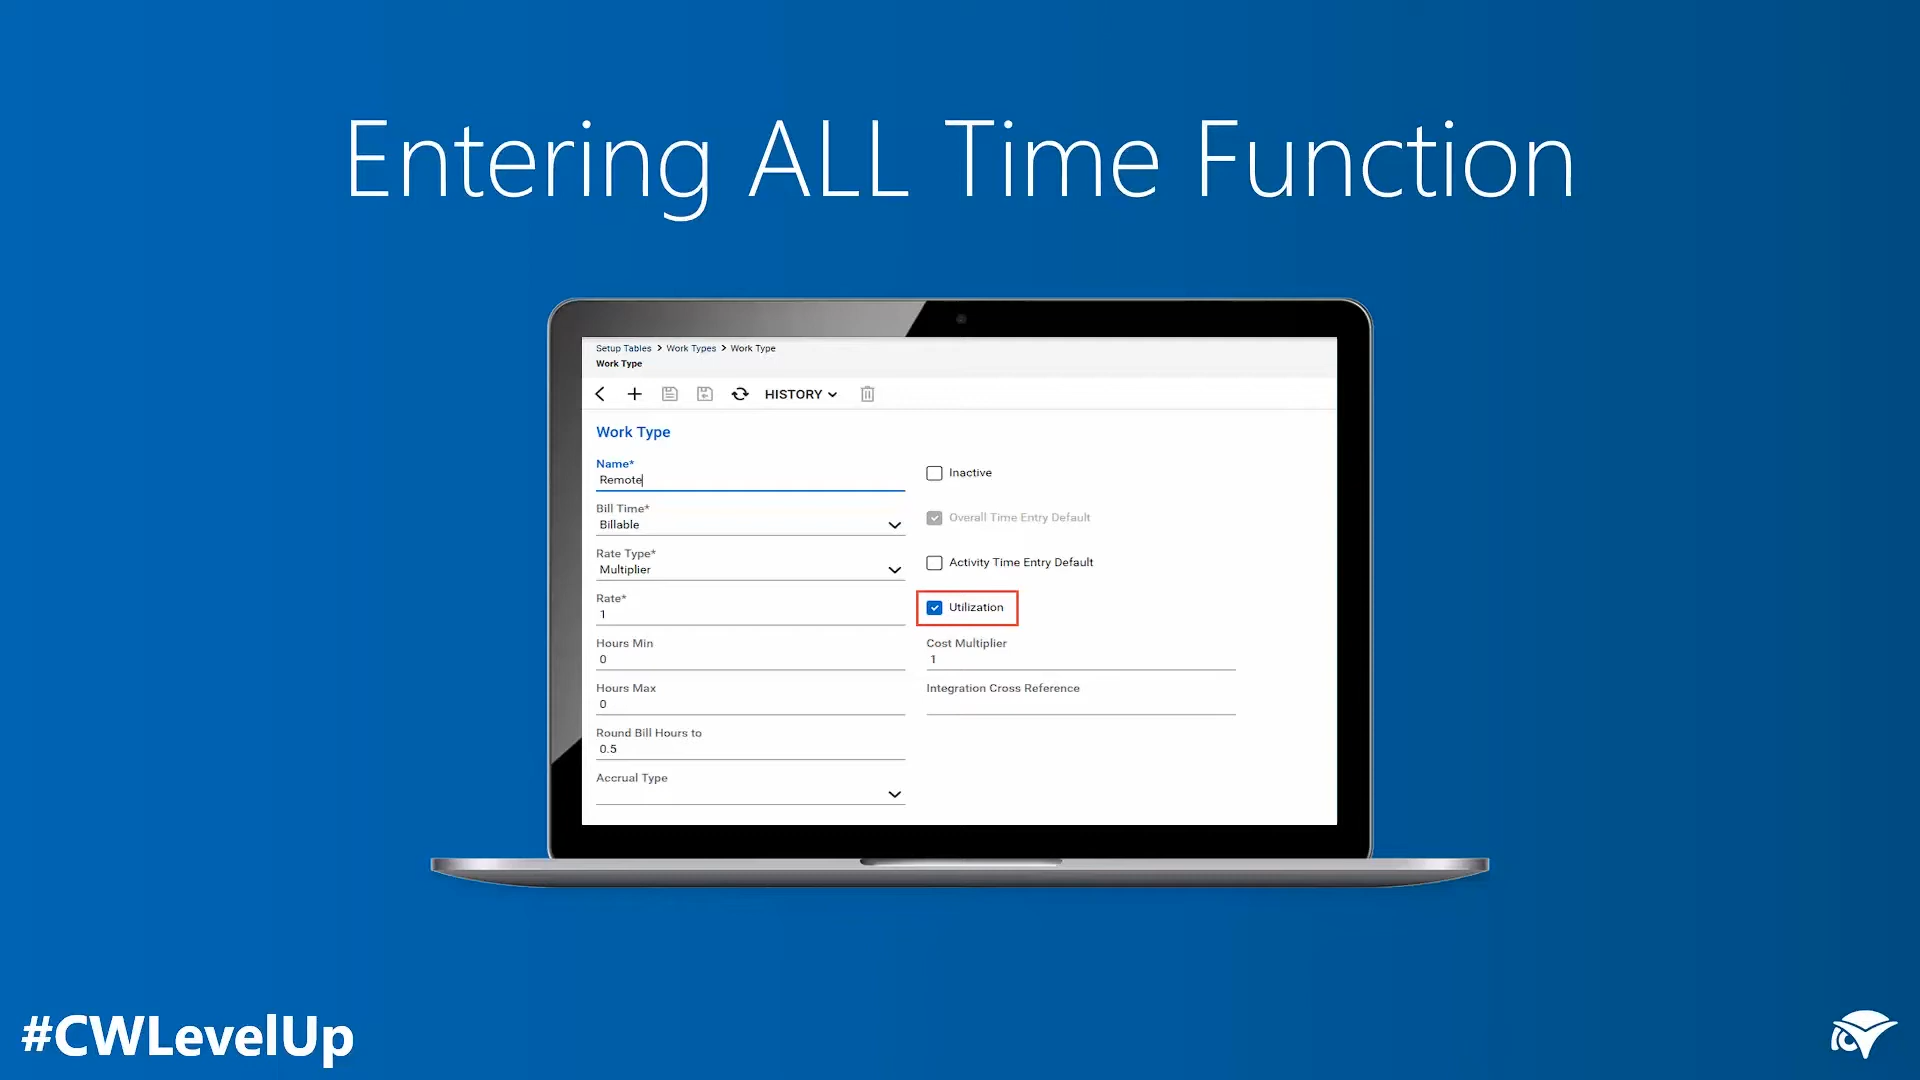 Entering ALL Time Function
Setup Tables > Work Types > Work Type
Work Type
HISTORY
Work Type
Name*
Remote
Inactive
Bill Time*
Billable
Overall Time Entry Default
Rate Type*
Multiplier
Activity Time Entry Default
Rate*
1
Utilization
Hours Min
0
Cost Multiplier
1
Hours Max
0
Integration Cross Reference
Round Bill Hours to
0.5
Accrual Type
#CWLevelUp